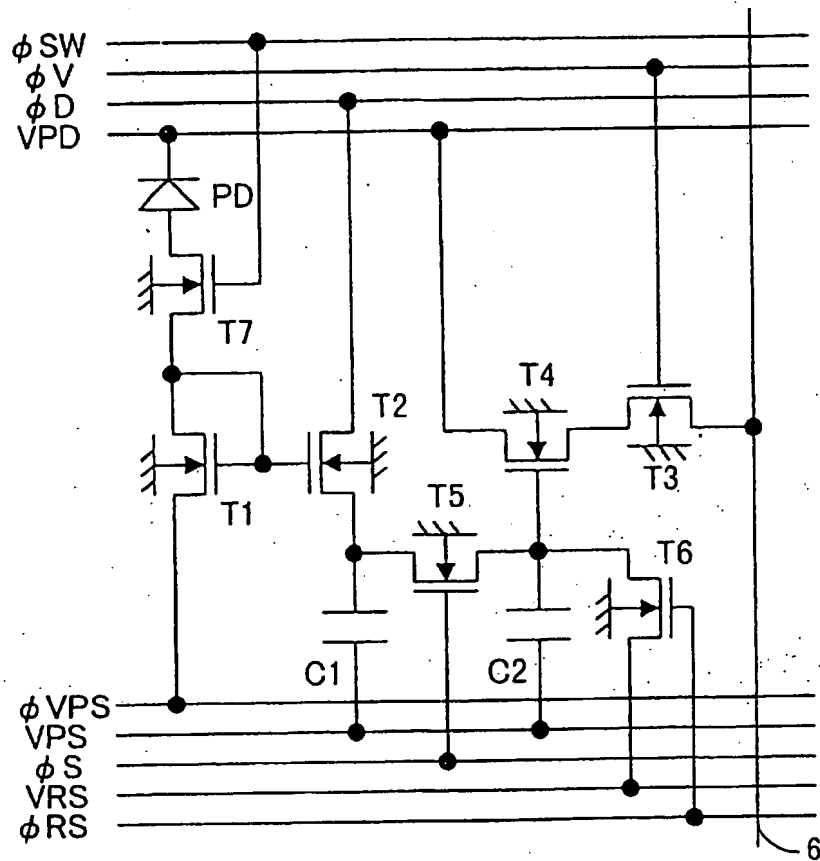 φSW
φV
φD
VPD
PD
T7
T4
T2
T3
T1
T5
T6
C1
C2
φVPS
VPS
φS
VRS
φRS
6